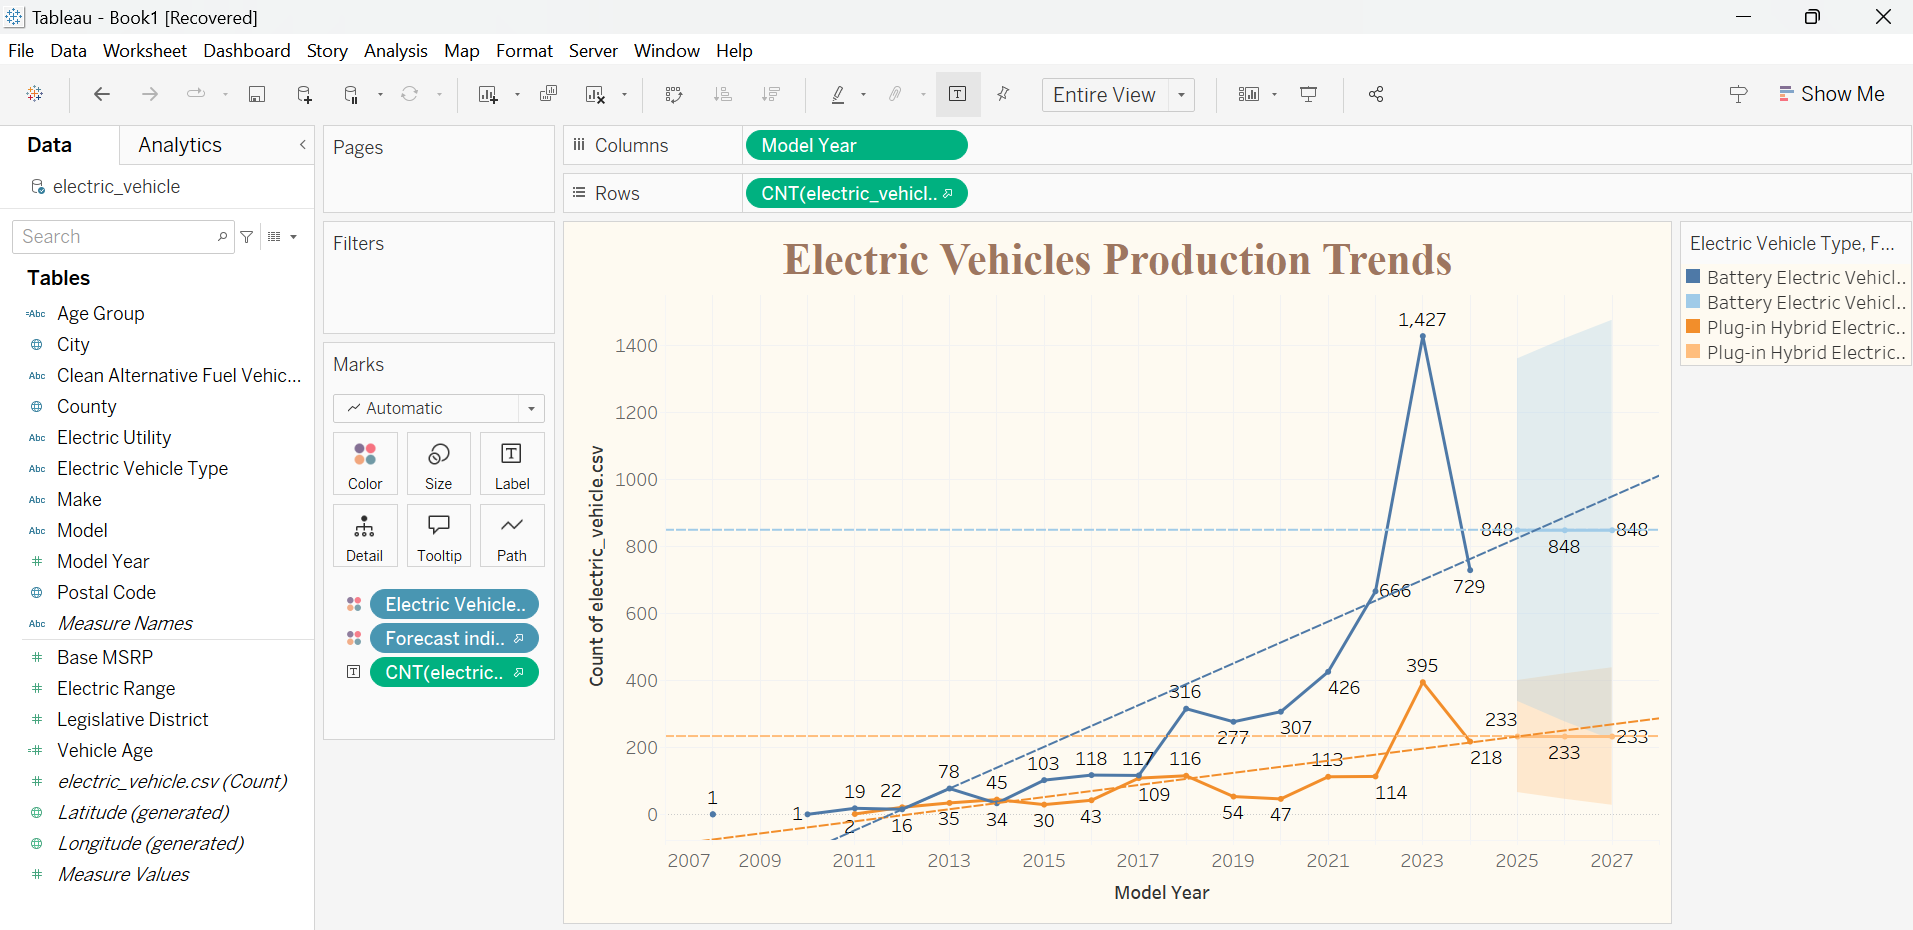 Tableau - Book1 [Recovered]
File Data Worksheet Dashboard Story Analysis Map Format Server Window Help
Entire View
Show Me
Data
Analytics
electric_vehicle
Search
Tables
Abc Age Group
City
Abc Clean Alternative Fuel Vehic...
County
Abc Electric Utility
Abc Electric Vehicle Type
Abc Make
Abc Model
# Model Year
Postal Code
Abc Measure Names
# Base MSRP
# Electric Range
# Legislative District
# Vehicle Age
# electric_vehicle.csv (Count)
Latitude (generated)
Longitude (generated)
# Measure Values
Pages
Filters
Marks
Automatic
Color
Size
T
Label
Detail
Tooltip
Path
Electric Vehicle..
Forecast indi..
T CNT(electric..
Columns
Model Year
Rows
CNT(electric_vehicl..
Electric Vehicles Production Trends
Count of electric_vehicle.csv
1400
1200
1000
800
600
400
200
0
1,427
848
848
848
666
729
395
316
426
307
277
233
233
233
218
103
118
117
116
113
114
109
78
45
22
19
1
1
2
16
35
34
30
43
54
47
2007 2009 2011 2013 2015 2017 2019 2021 2023 2025 2027
Model Year
Electric Vehicle Type, F...
Battery Electric Vehicl..
Battery Electric Vehicl..
Plug-in Hybrid Electric..
Plug-in Hybrid Electric..